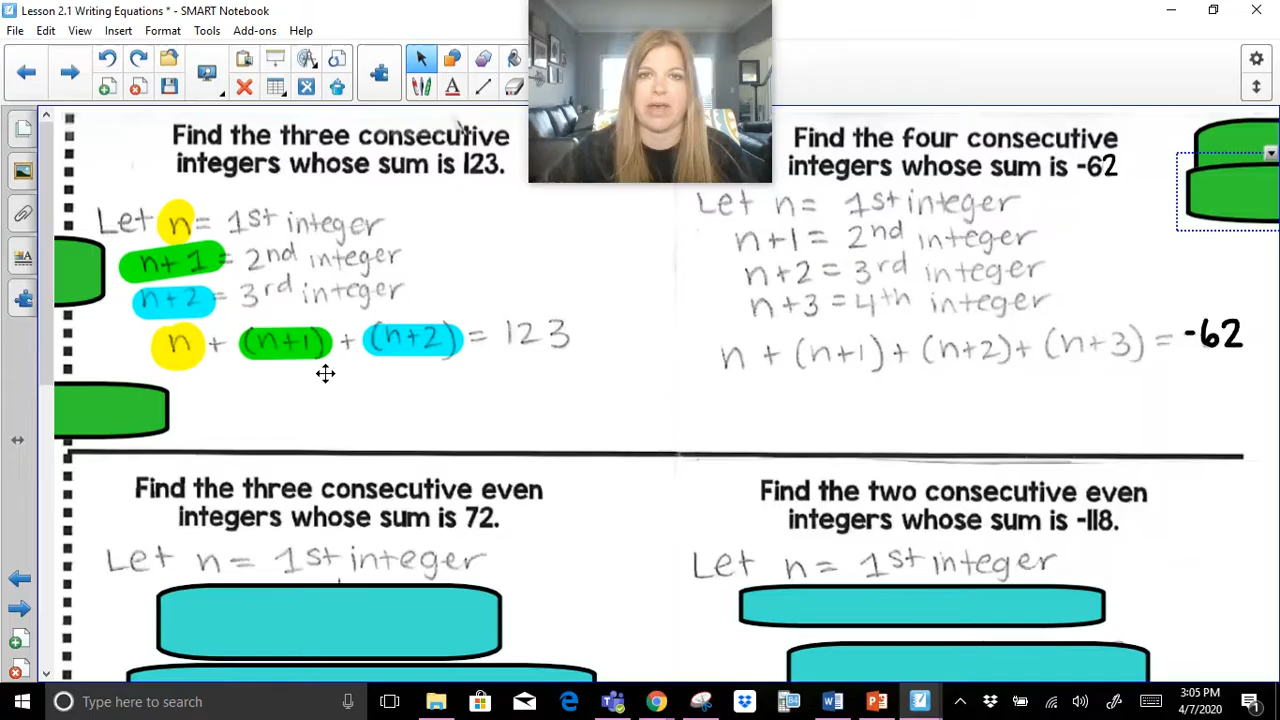 Lesson 2.1 Writing Equations * - SMART Notebook
File Edit View Insert Format Tools Add-ons Help
Find the three consecutive
integers whose sum is 123.
Let n = 1st integer
n+1 = 2nd integer
n+2 = 3rd integer
n + (n+1) + (n+2) = 123
Find the four consecutive
integers whose sum is -62
Let n = 1st integer
n+1 = 2nd integer
n+2 = 3rd integer
n+3 = 4th integer
n + (n+1) + (n+2) + (n+3) = -62
Find the three consecutive even
integers whose sum is 72.
Let n = 1st integer
Find the two consecutive even
integers whose sum is -118.
Let n = 1st integer
Type here to search
3:05 PM
4/7/2020